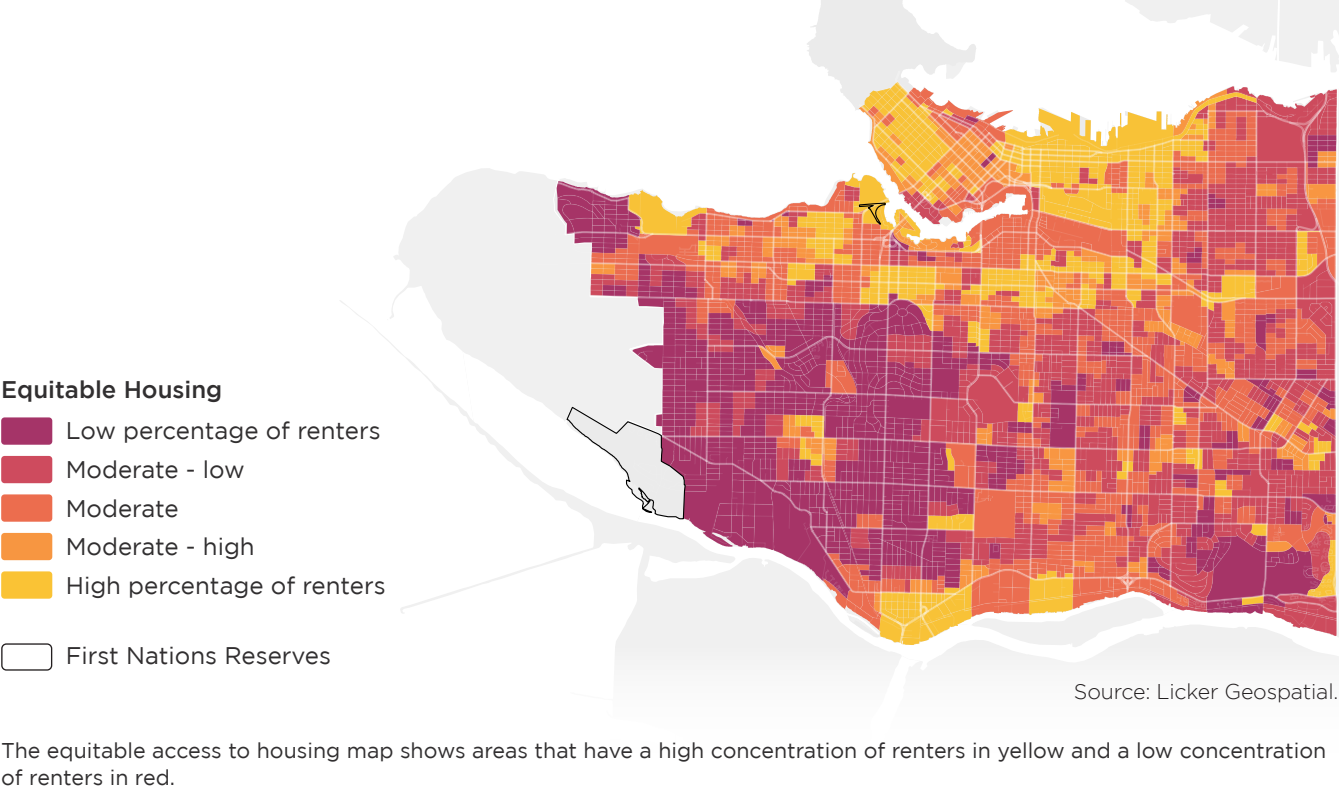 Equitable Housing
Low percentage of renters
Moderate - low
Moderate
Moderate - high
High percentage of renters
First Nations Reserves
Source: Licker Geospatial.
The equitable access to housing map shows areas that have a high concentration of renters in yellow and a low concentration
of renters in red.